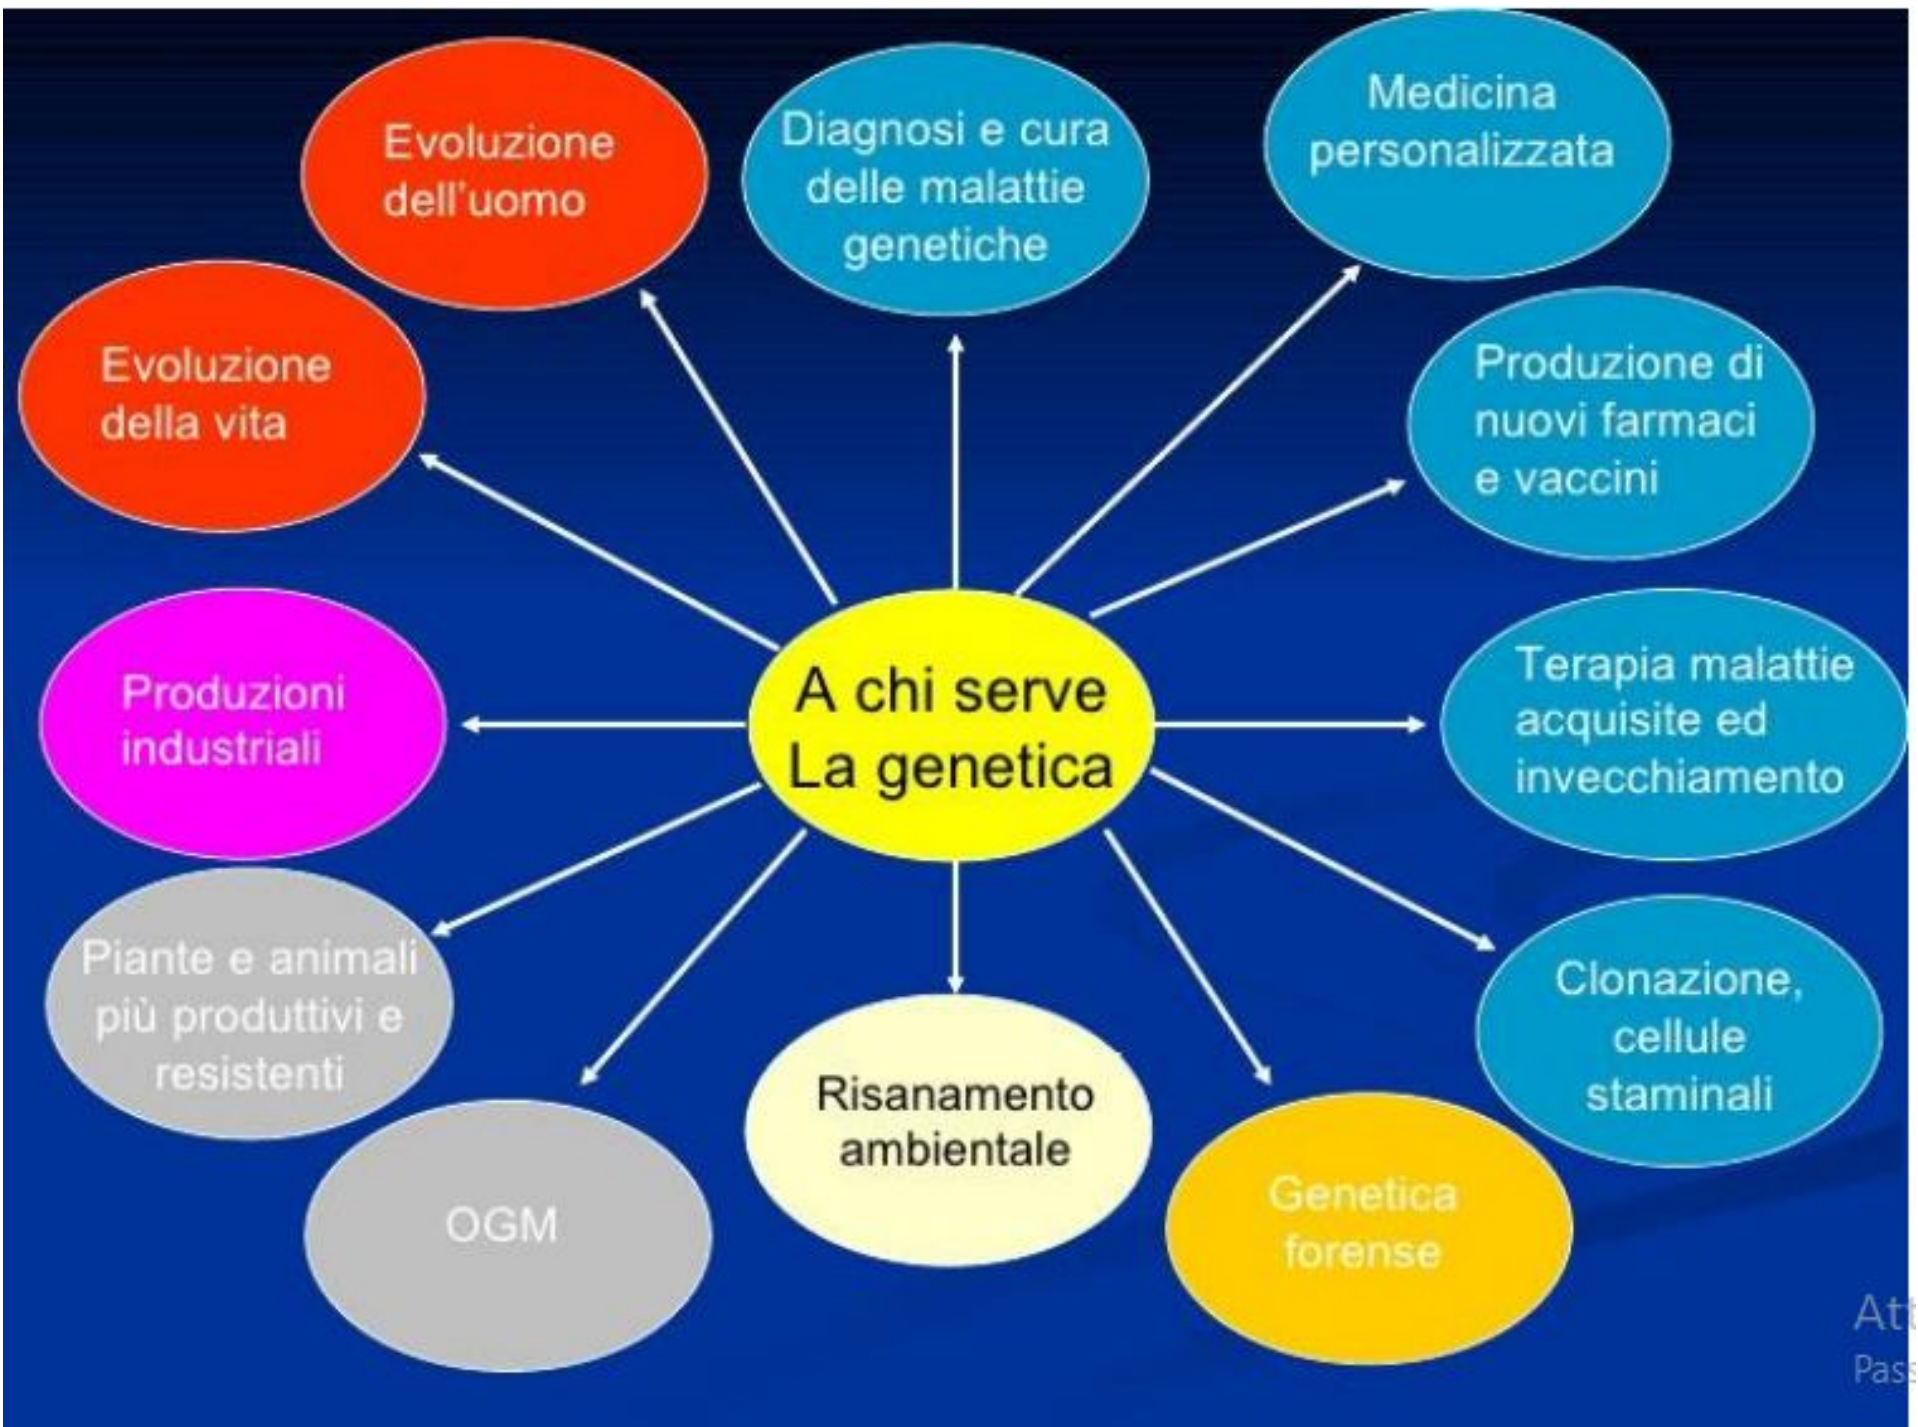 Evoluzione
dell'uomo
Diagnosi e cura
delle malattie
genetiche
Medicina
personalizzata
Evoluzione
della vita
Produzione di
nuovi farmaci
e vaccini
Produzioni
industriali
A chi serve
La genetica
Terapia malattie
acquisite ed
invecchiamento
Piante e animali
più produttivi e
resistenti
Clonazione,
cellule
staminali
OGM
Risanamento
ambientale
Genetica
forense